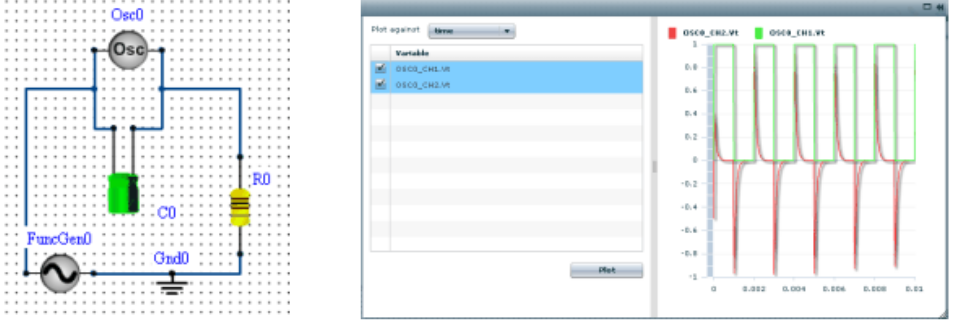 Osc0
Osc
R0
C0
FuncGen0
Gnd0
Plot against time
Variable
OSC0_CH1.Vt
OSC0_CH2.Vt
Plot
OSC0_CH2.Vt OSC0_CH1.Vt
1
0.8
0.6
0.4
0.2
0
-0.2
-0.4
-0.6
-0.8
-1
0 0.002 0.004 0.006 0.008 0.01